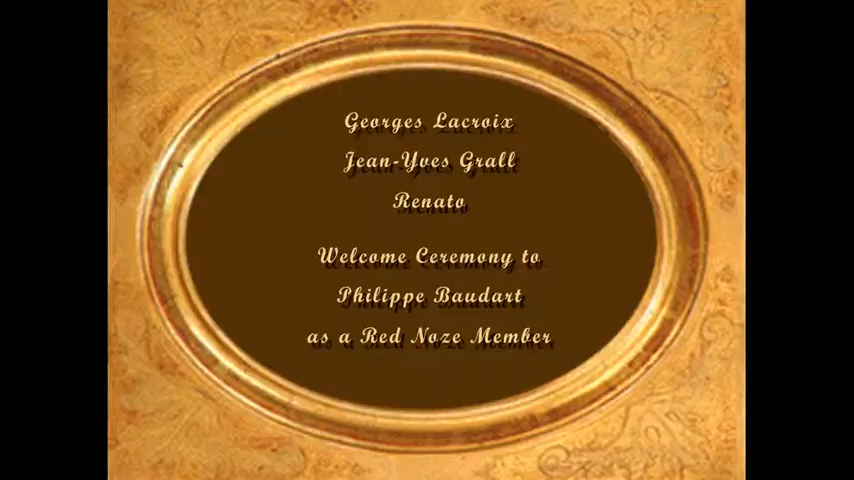 Georges Lacroix
Jean-Yves Grall
Renato
Welcome Ceremony to
Philippe Baudart
as a Red Noze Member